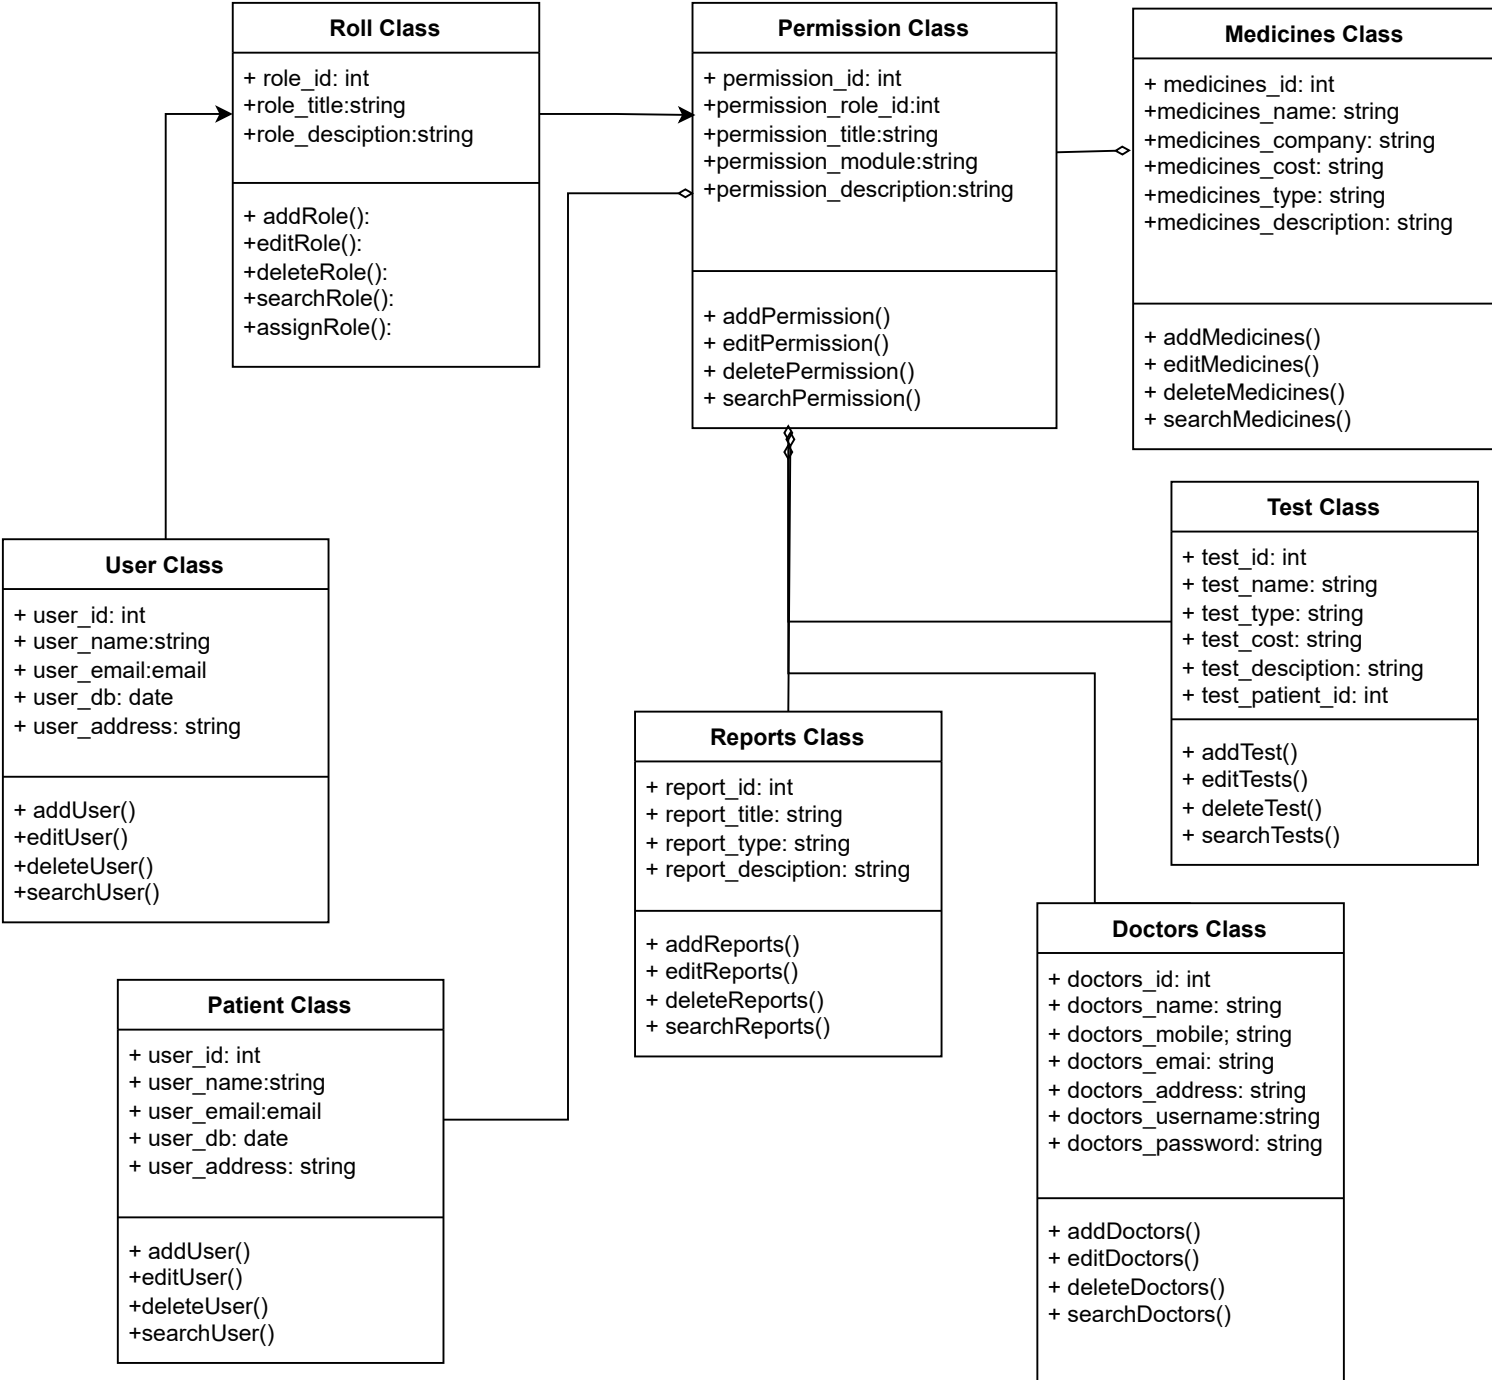 Roll Class
+ role_id: int
+role_title:string
+role_desciption:string
+ addRole():
+editRole():
+deleteRole():
+searchRole():
+assignRole():
Permission Class
+ permission_id: int
+permission_role_id:int
+permission_title:string
+permission_module:string
+permission_description:string
+ addPermission()
+ editPermission()
+ deletePermission()
+ searchPermission()
Medicines Class
+ medicines_id: int
+medicines_name: string
+medicines_company: string
+medicines_cost: string
+medicines_type: string
+medicines_description: string
+ addMedicines()
+ editMedicines()
+ deleteMedicines()
+ searchMedicines()
Test Class
+ test_id: int
+ test_name: string
+ test_type: string
+ test_cost: string
+ test_desciption: string
+ test_patient_id: int
+ addTest()
+ editTests()
+ deleteTest()
+ searchTests()
User Class
+ user_id: int
+ user_name:string
+ user_email:email
+ user_db: date
+ user_address: string
+ addUser()
+editUser()
+deleteUser()
+searchUser()
Reports Class
+ report_id: int
+ report_title: string
+ report_type: string
+ report_desciption: string
+ addReports()
+ editReports()
+ deleteReports()
+ searchReports()
Doctors Class
+ doctors_id: int
+ doctors_name: string
+ doctors_mobile; string
+ doctors_emai: string
+ doctors_address: string
+ doctors_username:string
+ doctors_password: string
+ addDoctors()
+ editDoctors()
+ deleteDoctors()
+ searchDoctors()
Patient Class
+ user_id: int
+ user_name:string
+ user_email:email
+ user_db: date
+ user_address: string
+ addUser()
+editUser()
+deleteUser()
+searchUser()